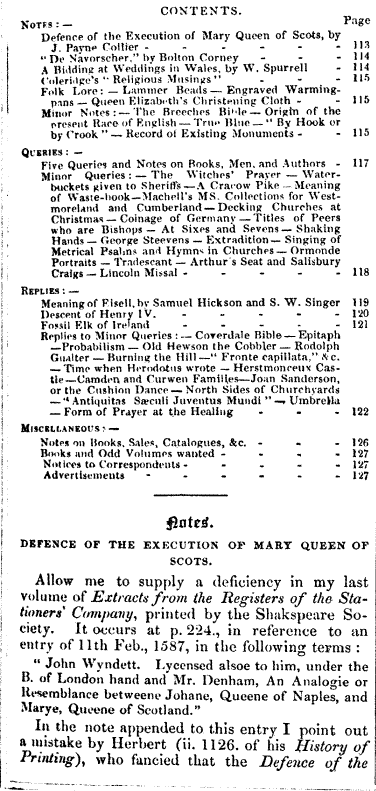 CONTENTS.
NOTES: — Page
Defence of the Execution of Mary Queen of Scots, by
J. Payne Collier - - - - - 113
"De Navorscher," by Bolton Corney - - - 114
A Bidding at Weddings in Wales, by W. Spurrell - 114
Coleridge's "Religious Musings" - - - 115
Folk Lore: — Lammer Beads — Engraved Warming-
pans — Queen Elizabeth's Christening Cloth - - 115
Minor Notes: — The Breeches Bible — Origin of the
present Race of English — True Blue — "By Hook or
by Crook" — Record of Existing Monuments - - 115
QUERIES: —
Five Queries and Notes on Books, Men, and Authors - 117
Minor Queries: — The Witches' Prayer — Water-
buckets given to Sheriffs — A Cracow Pike — Meaning
of Waste-book — Machell's MS. Collections for West-
moreland and Cumberland — Decking Churches at
Christmas — Coinage of Germany — Titles of Peers
who are Bishops — At Sixes and Sevens — Shaking
Hands — George Steevens — Extradition — Singing of
Metrical Psalms and Hymns in Churches — Ormonde
Portraits — Tradescant — Arthur's Seat and Salisbury
Craigs — Lincoln Missal - - - - - 118
REPLIES: —
Meaning of Eisell, by Samuel Hickson and S. W. Singer 119
Descent of Henry IV. - - - - - 120
Fossil Elk of Ireland - - - - - 121
Replies to Minor Queries: — Coverdale Bible — Epitaph
— Probabilism — Old Hewson the Cobbler — Rodolph
Gualter — Burning the Hill — "Fronte capillata," &c.
— Time when Herodotus wrote — Herstmonceux Cas-
tle — Camden and Curwen Families — Joan Sanderson,
or the Cushion Dance — North Sides of Churchyards
— "Antiquitas Sæculi Juventus Mundi" — Umbrella
— Form of Prayer at the Healing - - - 122
MISCELLANEOUS: —
Notes on Books, Sales, Catalogues, &c. - - - 126
Books and Odd Volumes wanted - - - - 127
Notices to Correspondents - - - - - 127
Advertisements - - - - - - 127
Notes.
DEFENCE OF THE EXECUTION OF MARY QUEEN OF
SCOTS.
Allow me to supply a deficiency in my last
volume of Extracts from the Registers of the Sta-
tioners' Company, printed by the Shakspeare So-
ciety. It occurs at p. 224., in reference to an
entry of 11th Feb., 1587, in the following terms:
"John Wyndett. Lycensed alsoe to him, under the
B. of London hand and Mr. Denham, An Analogie or
Resemblance betweene Johane, Queene of Naples, and
Marye, Queene of Scotland."
In the note appended to this entry I point out
a mistake by Herbert (ii. 1126. of his History of
Printing), who fancied that the Defence of the